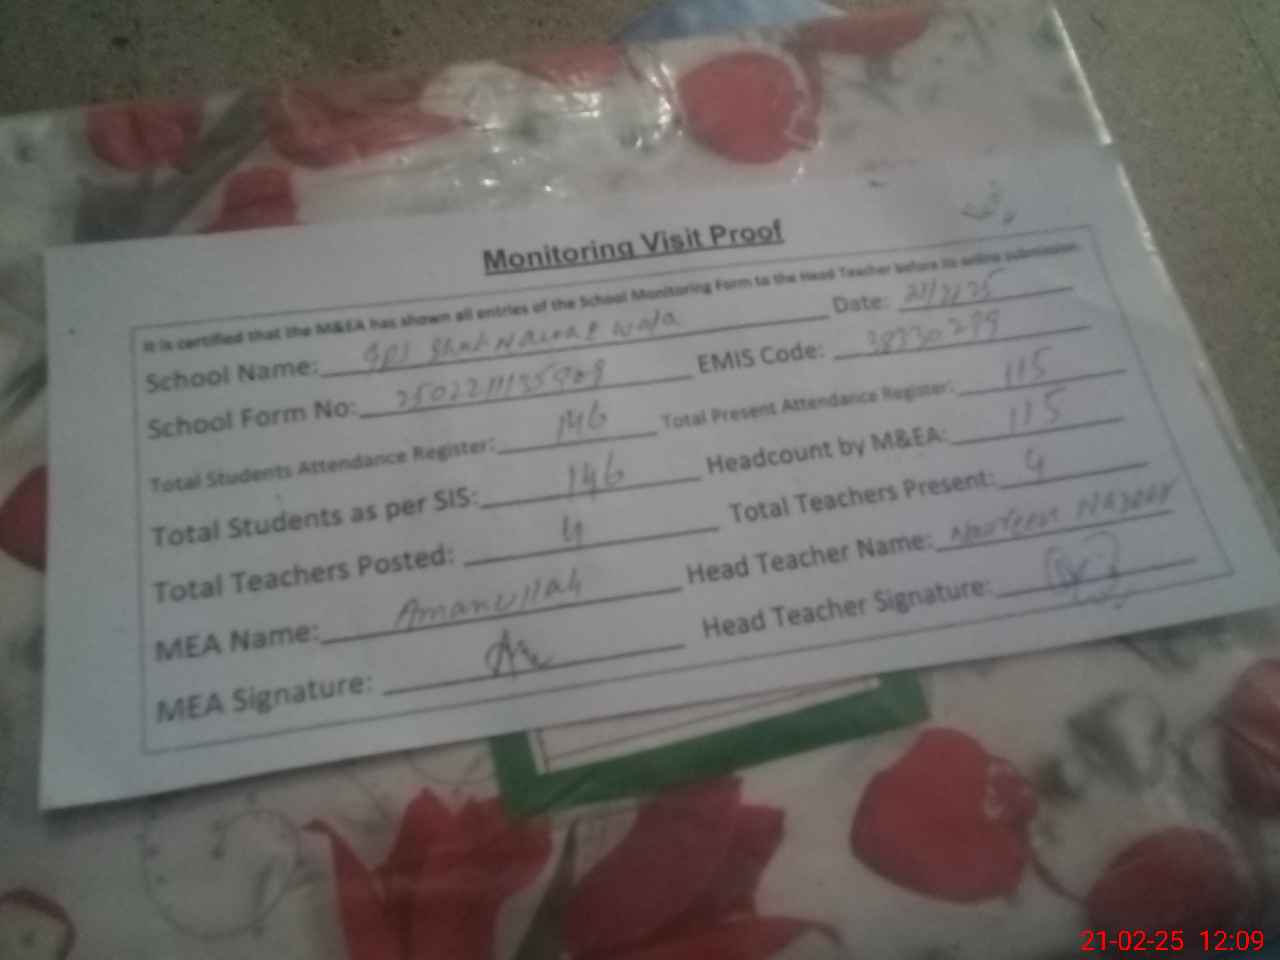 Monitoring Visit Proof
It is certified that the M&EA has shown all entries of the School Monitoring Form to the Head Teacher before its online submission
School Name: GPS Shah Nawaz Wala Date: 21/2/25
School Form No: EMIS Code:
Total Students Attendance Register: 146 Total Present Attendance Register: 115
Total Students as per SIS: 146 Headcount by M&EA: 115
Total Teachers Posted: 4 Total Teachers Present: 4
MEA Name: Amanullah Head Teacher Name: Nazeer
MEA Signature: Head Teacher Signature:
21-02-25 12:09